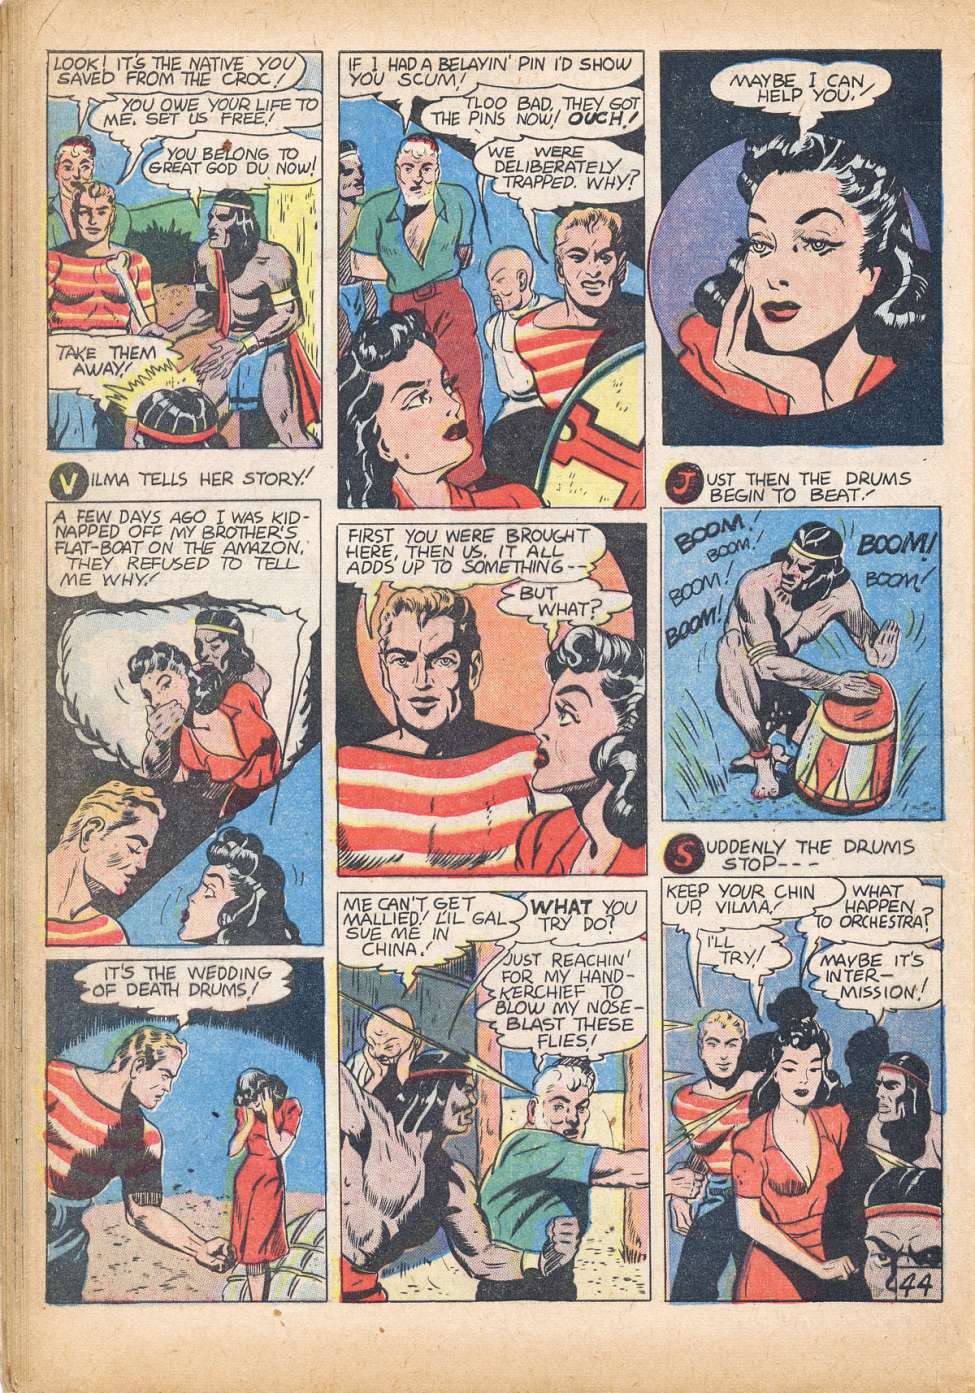 LOOK! IT'S THE NATIVE YOU
SAVED FROM THE CROC!
YOU OWE YOUR LIFE TO
ME. SET US FREE!
YOU BELONG TO
GREAT GOD DU NOW!
TAKE THEM
AWAY!
IF I HAD A BELAYIN' PIN I'D SHOW
YOU SCUM!
TLOO BAD, THEY GOT
THE PINS NOW! OUCH!
WE WERE
DELIBERATELY
TRAPPED. WHY?
MAYBE I CAN
HELP YOU!
VILMA TELLS HER STORY!
A FEW DAYS AGO I WAS KID-
NAPPED OFF MY BROTHER'S
FLAT-BOAT ON THE AMAZON.
THEY REFUSED TO TELL
ME WHY!
FIRST YOU WERE BROUGHT
HERE, THEN US. IT ALL
ADDS UP TO SOMETHING--
BUT
WHAT?
JUST THEN THE DRUMS
BEGIN TO BEAT!
BOOM!
BOOM!
BOOM!
BOOM!
BOOM!
BOOM!
IT'S THE WEDDING
OF DEATH DRUMS!
ME CAN'T GET
MALLIED! L'IL GAL
SUE ME IN
CHINA!
WHAT YOU
TRY DO?
JUST REACHIN'
FOR MY HAND-
KERCHIEF TO
BLOW MY NOSE-
BLAST THESE
FLIES!
SUDDENLY THE DRUMS
STOP---
KEEP YOUR CHIN
UP, VILMA!
I'LL
TRY!
WHAT
HAPPEN
TO ORCHESTRA?
MAYBE IT'S
INTER-
MISSION!
44